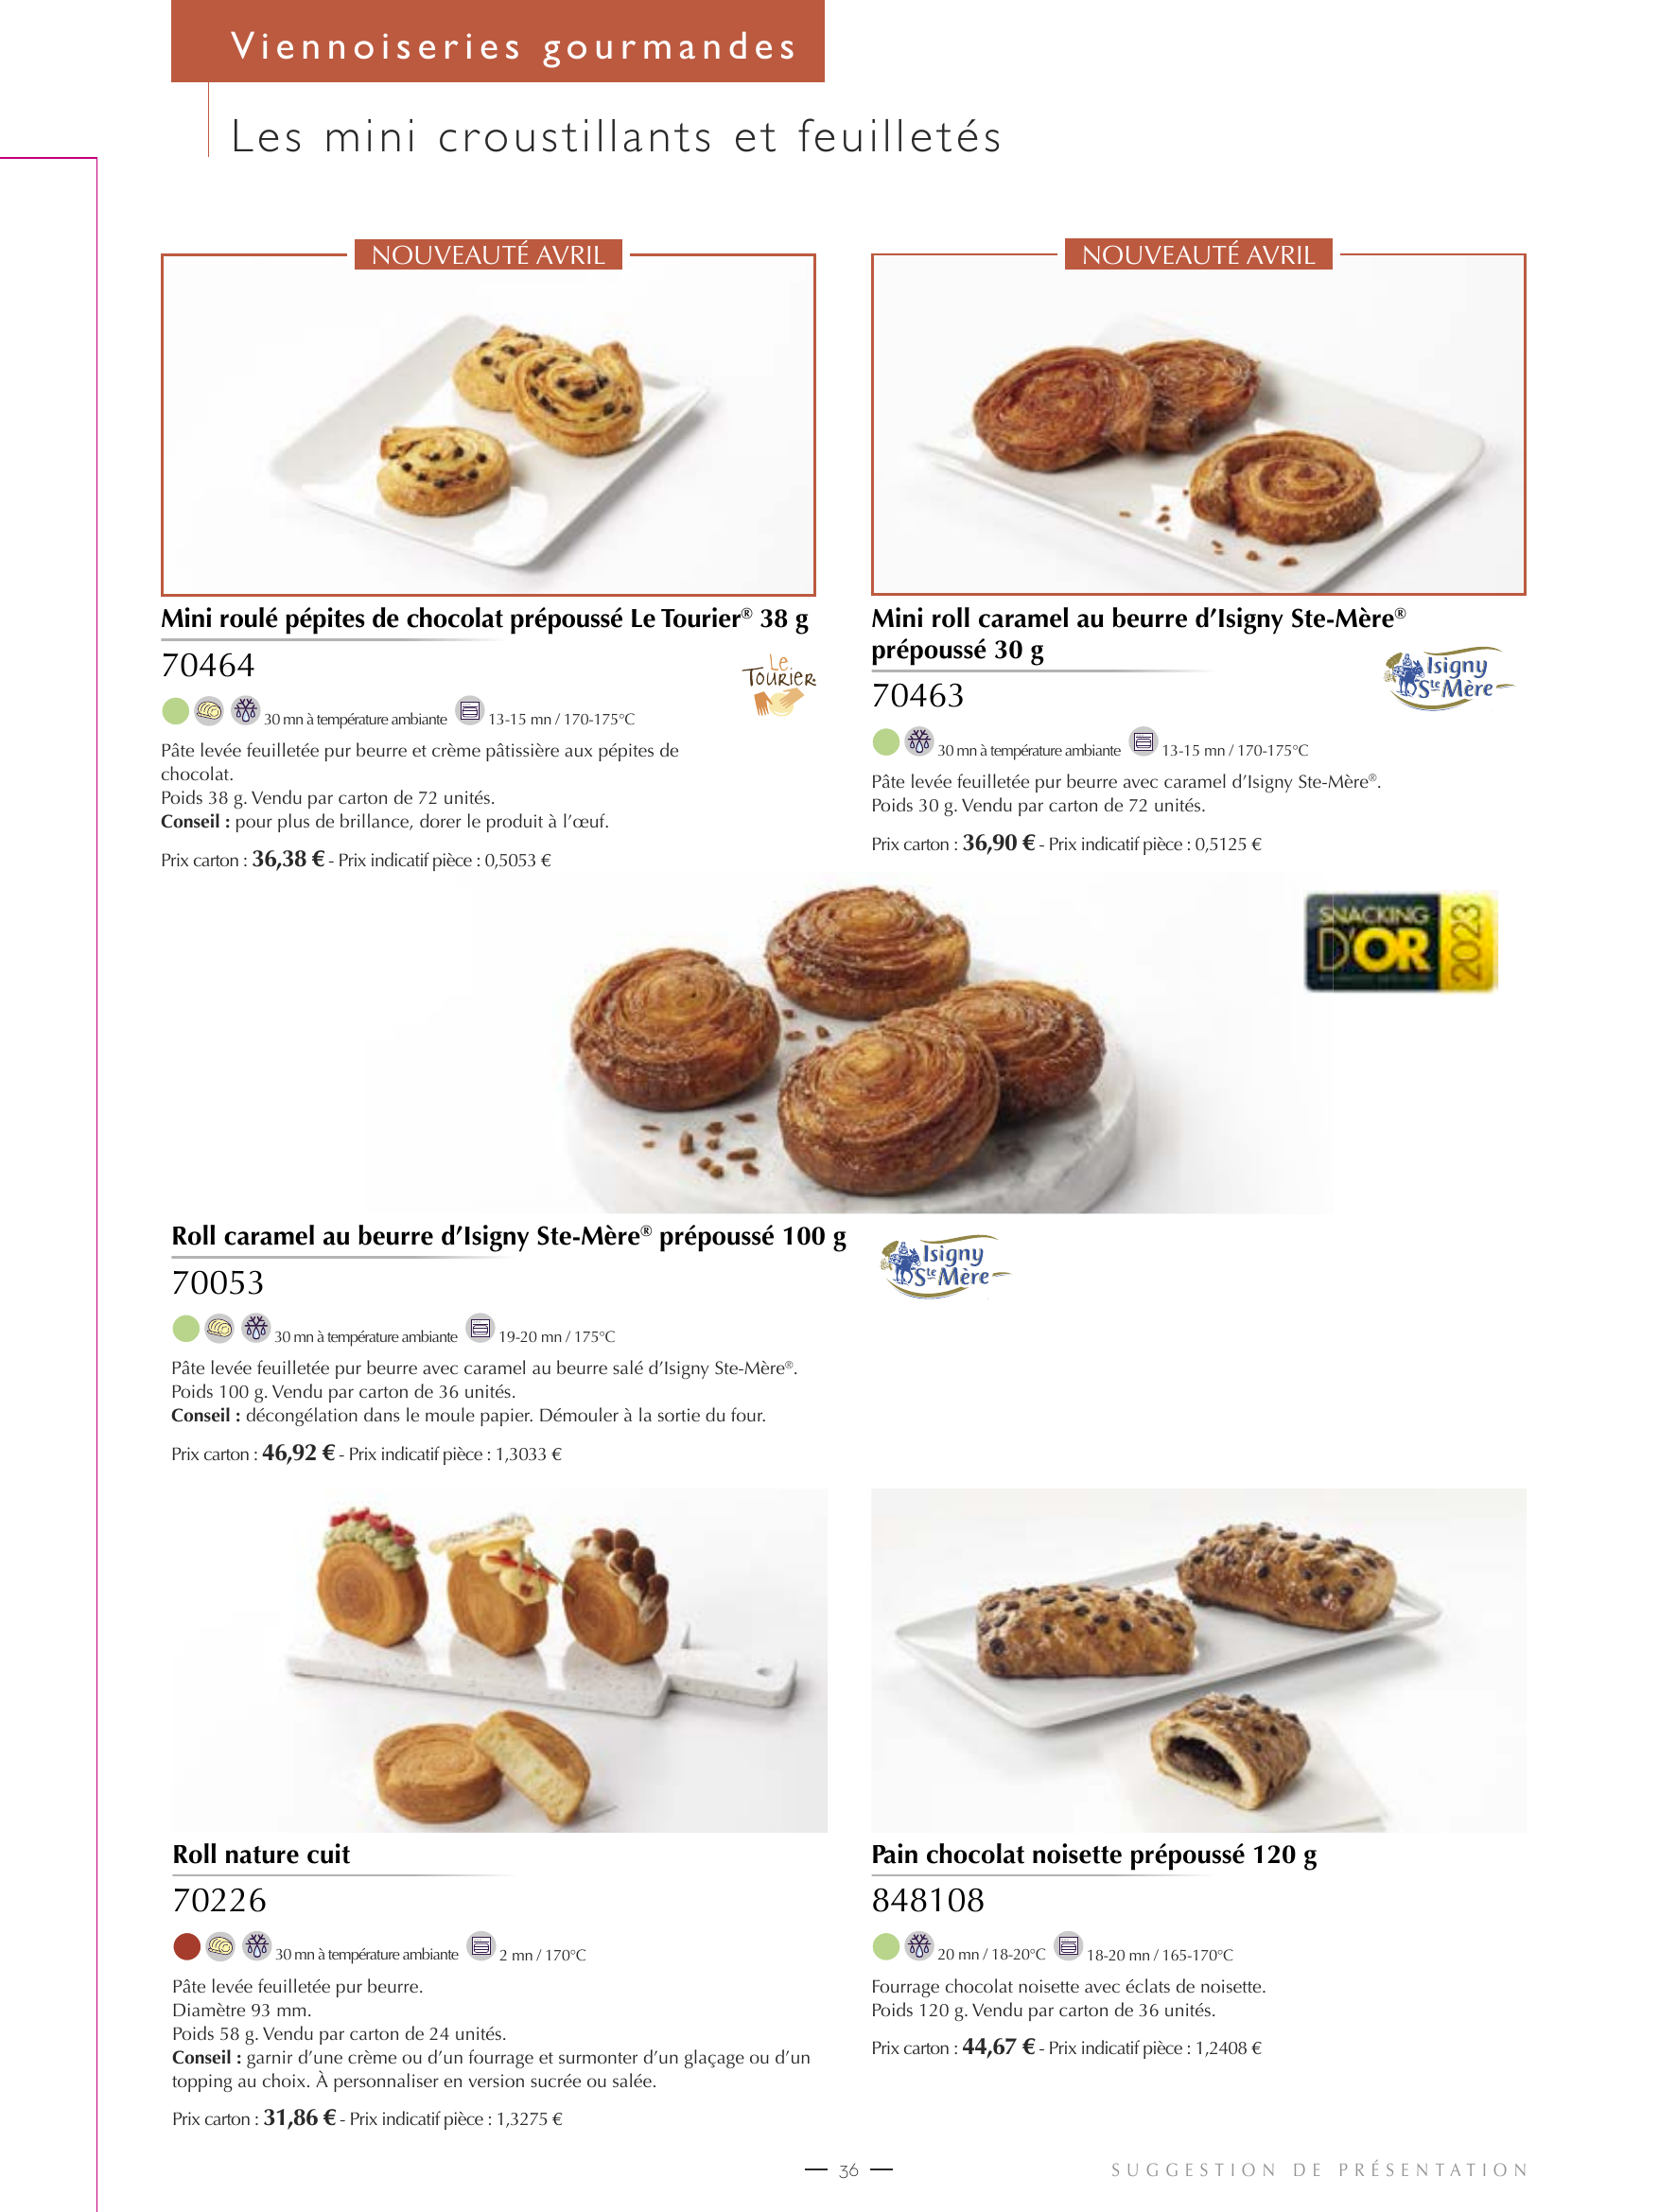 Viennoiseries gourmandes
Les mini croustillants et feuilletés
NOUVEAUTÉ AVRIL
Mini roulé pépites de chocolat prépoussé Le Tourier® 38 g
70464
Le
TOURIER
30 mn à température ambiante 13-15 mn / 170-175°C
Pâte levée feuilletée pur beurre et crème pâtissière aux pépites de
chocolat.
Poids 38 g. Vendu par carton de 72 unités.
Conseil : pour plus de brillance, dorer le produit à l’œuf.
Prix carton : 36,38 € - Prix indicatif pièce : 0,5053 €
NOUVEAUTÉ AVRIL
Mini roll caramel au beurre d’Isigny Ste-Mère®
prépoussé 30 g
70463
Isigny
Ste Mère
30 mn à température ambiante 13-15 mn / 170-175°C
Pâte levée feuilletée pur beurre avec caramel d’Isigny Ste-Mère®.
Poids 30 g. Vendu par carton de 72 unités.
Prix carton : 36,90 € - Prix indicatif pièce : 0,5125 €
SNACKING
D'OR
2023
Roll caramel au beurre d’Isigny Ste-Mère® prépoussé 100 g
70053
Isigny
Ste Mère
30 mn à température ambiante 19-20 mn / 175°C
Pâte levée feuilletée pur beurre avec caramel au beurre salé d’Isigny Ste-Mère®.
Poids 100 g. Vendu par carton de 36 unités.
Conseil : décongélation dans le moule papier. Démouler à la sortie du four.
Prix carton : 46,92 € - Prix indicatif pièce : 1,3033 €
Roll nature cuit
70226
30 mn à température ambiante 2 mn / 170°C
Pâte levée feuilletée pur beurre.
Diamètre 93 mm.
Poids 58 g. Vendu par carton de 24 unités.
Conseil : garnir d’une crème ou d’un fourrage et surmonter d’un glaçage ou d’un
topping au choix. À personnaliser en version sucrée ou salée.
Prix carton : 31,86 € - Prix indicatif pièce : 1,3275 €
Pain chocolat noisette prépoussé 120 g
848108
20 mn / 18-20°C 18-20 mn / 165-170°C
Fourrage chocolat noisette avec éclats de noisette.
Poids 120 g. Vendu par carton de 36 unités.
Prix carton : 44,67 € - Prix indicatif pièce : 1,2408 €
36
SUGGESTION DE PRÉSENTATION